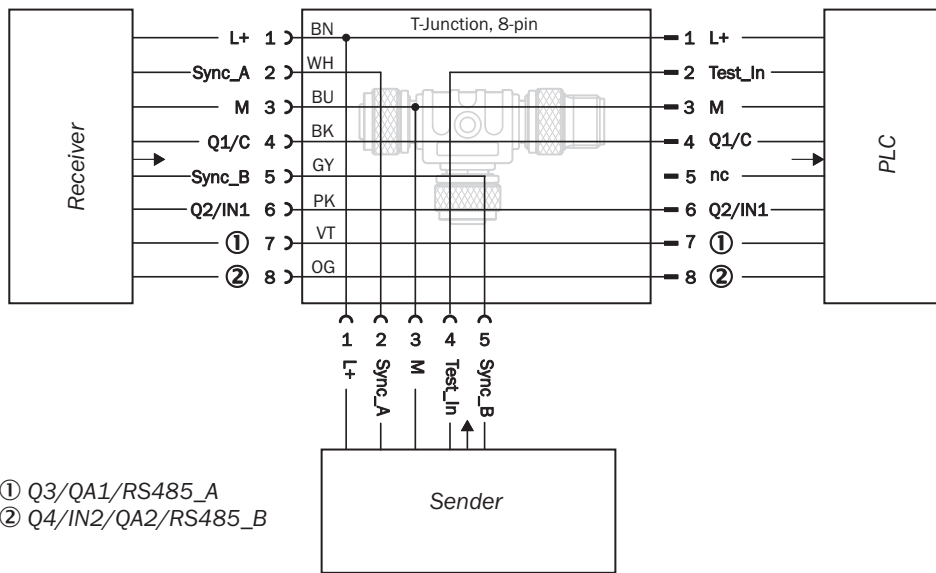 T-Junction, 8-pin
L+ 1 BN 1 L+
Sync_A 2 WH 2 Test_In
M 3 BU 3 M
Q1/C 4 BK 4 Q1/C
Sync_B 5 GY 5 nc
Q2/IN1 6 PK 6 Q2/IN1
① 7 VT 7 ①
② 8 OG 8 ②
Receiver
PLC
1 2 3 4 5
L+ Sync_A M Test_In Sync_B
Sender
① Q3/QA1/RS485_A
② Q4/IN2/QA2/RS485_B